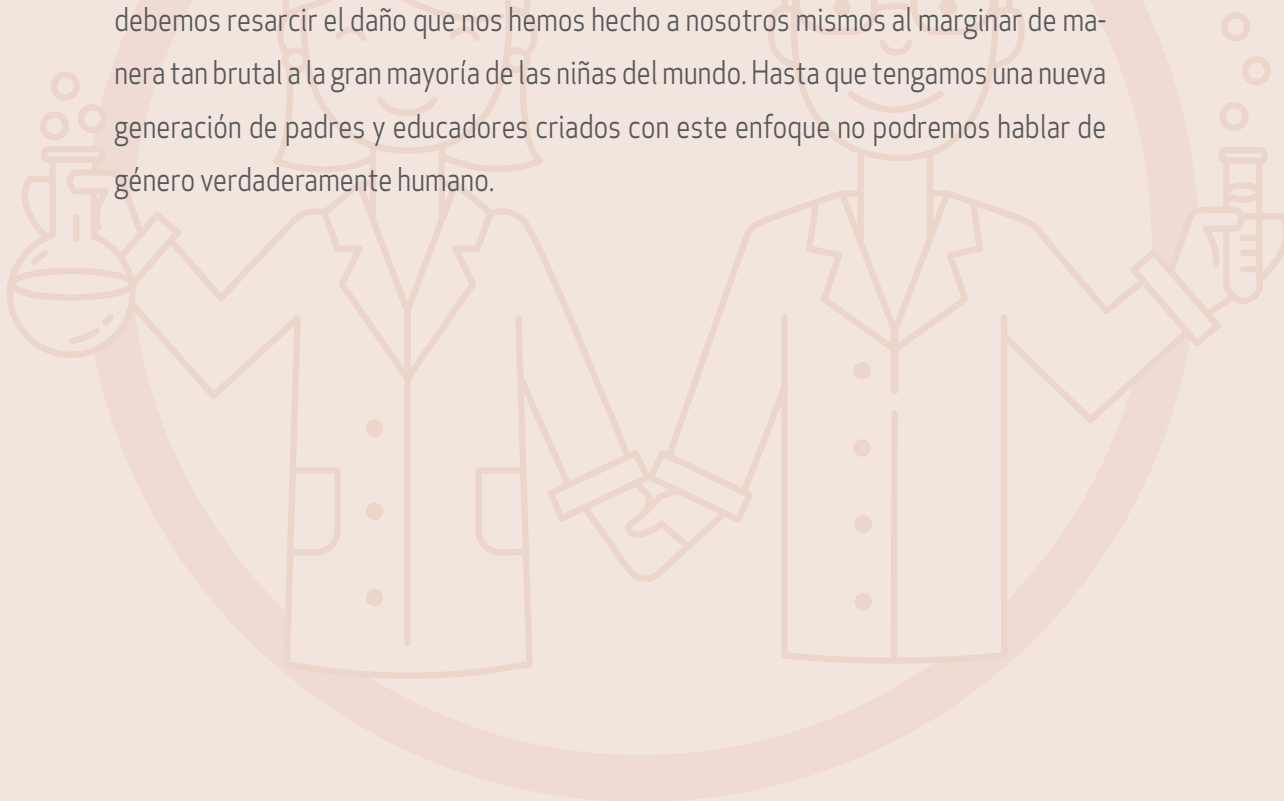 debemos resarcir el daño que nos hemos hecho a nosotros mismos al marginar de ma-
nera tan brutal a la gran mayoría de las niñas del mundo. Hasta que tengamos una nueva
generación de padres y educadores criados con este enfoque no podremos hablar de
género verdaderamente humano.